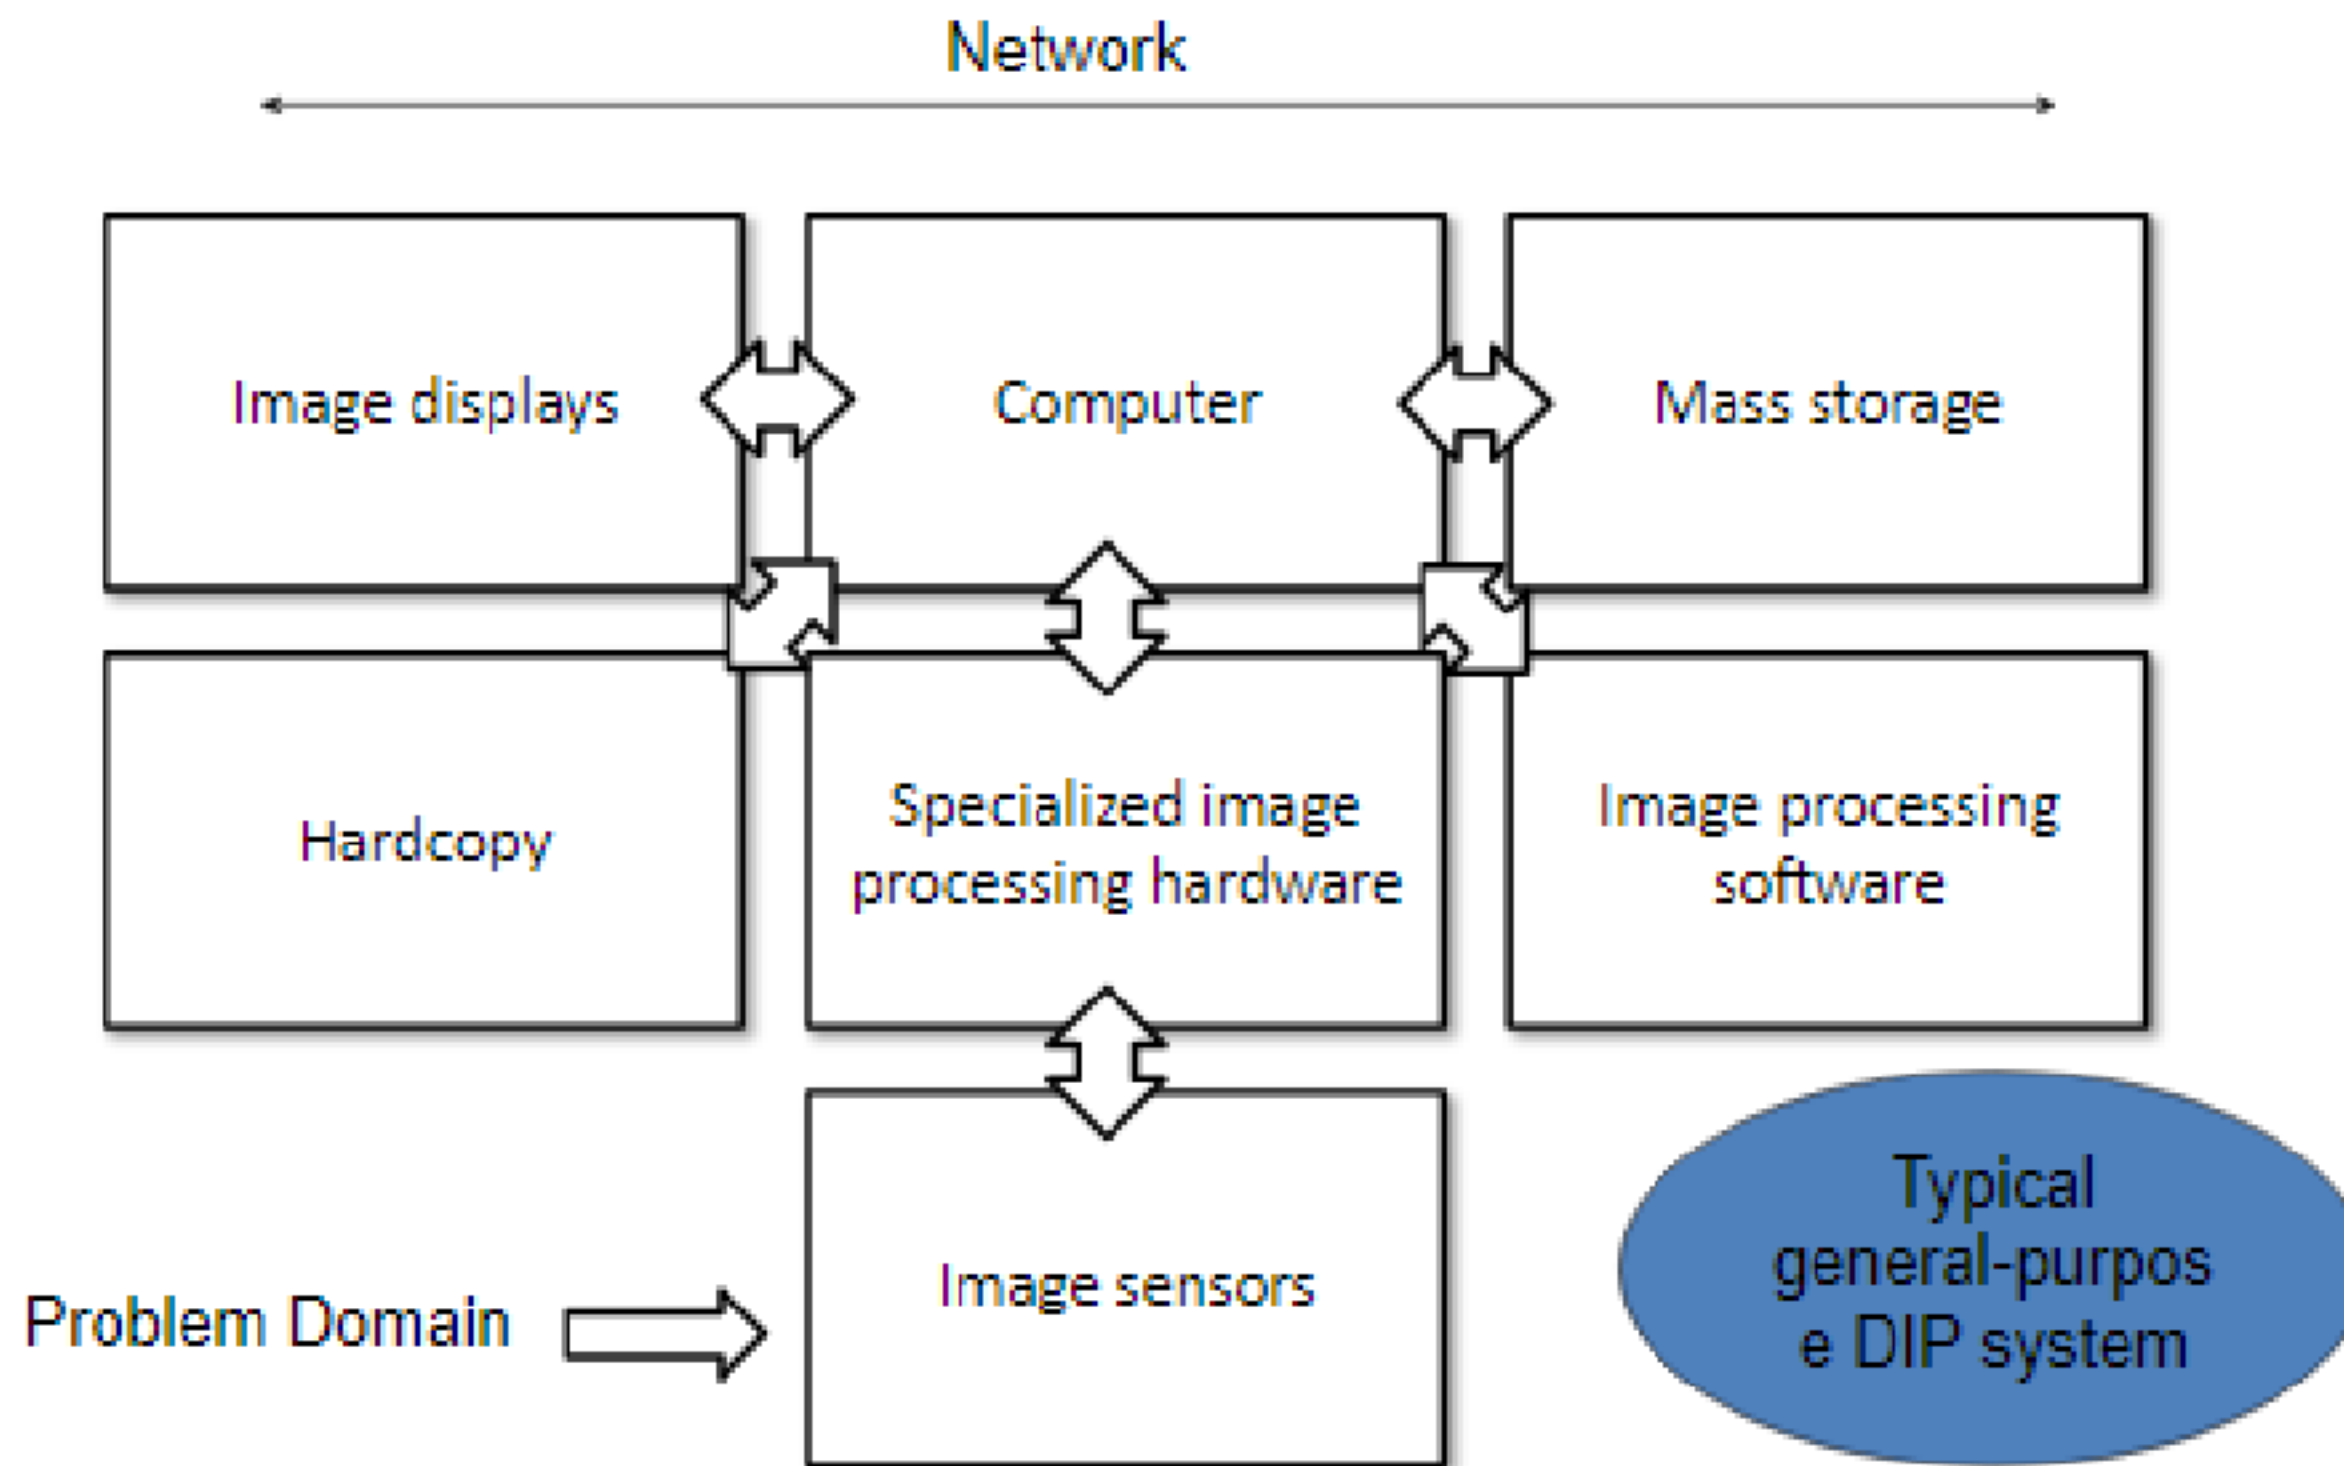 Network
Image displays
Computer
Mass storage
Hardcopy
Specialized image
processing hardware
Image processing
software
Problem Domain
Image sensors
Typical
general-purpos
e DIP system